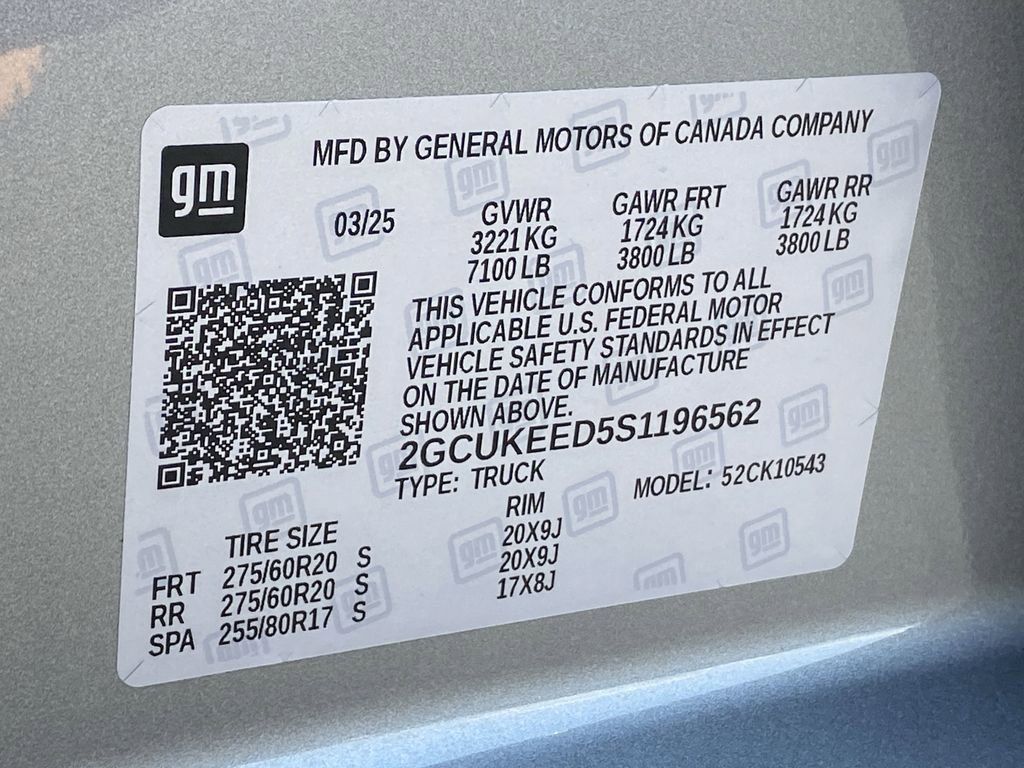 gm
MFD BY GENERAL MOTORS OF CANADA COMPANY
03/25
GVWR GAWR FRT GAWR RR
3221 KG 1724 KG 1724 KG
7100 LB 3800 LB 3800 LB
THIS VEHICLE CONFORMS TO ALL
APPLICABLE U.S. FEDERAL MOTOR
VEHICLE SAFETY STANDARDS IN EFFECT
ON THE DATE OF MANUFACTURE
SHOWN ABOVE.
2GCUKEED5S1196562
TYPE: TRUCK MODEL: 52CK10543
TIRE SIZE RIM
FRT 275/60R20 S 20X9J
RR 275/60R20 S 20X9J
SPA 255/80R17 S 17X8J